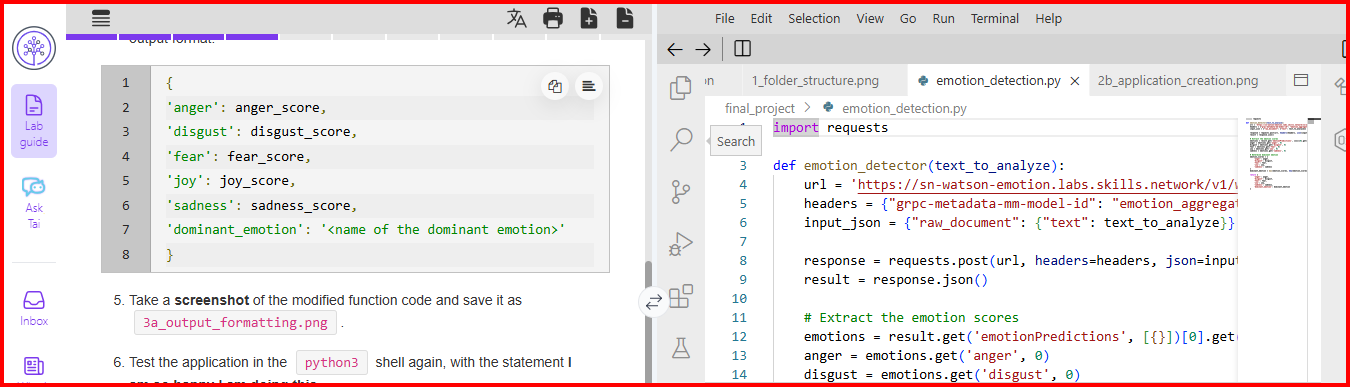 Lab
guide
Ask
Tai
Inbox
output format:
1 {
2 'anger': anger_score,
3 'disgust': disgust_score,
4 'fear': fear_score,
5 'joy': joy_score,
6 'sadness': sadness_score,
7 'dominant_emotion': '<name of the dominant emotion>'
8 }
5. Take a screenshot of the modified function code and save it as
3a_output_formatting.png .
6. Test the application in the python3 shell again, with the statement I
am so happy I am doing this
File Edit Selection View Go Run Terminal Help
on 1_folder_structure.png emotion_detection.py 2b_application_creation.png
final_project > emotion_detection.py
Search
1 import requests
3 def emotion_detector(text_to_analyze):
4 url = 'https://sn-watson-emotion.labs.skills.network/v1/w
5 headers = {"grpc-metadata-mm-model-id": "emotion_aggregat
6 input_json = {"raw_document": {"text": text_to_analyze}}
7
8 response = requests.post(url, headers=headers, json=input
9 result = response.json()
10
11 # Extract the emotion scores
12 emotions = result.get('emotionPredictions', [{}])[0].get(
13 anger = emotions.get('anger', 0)
14 disgust = emotions.get('disgust', 0)